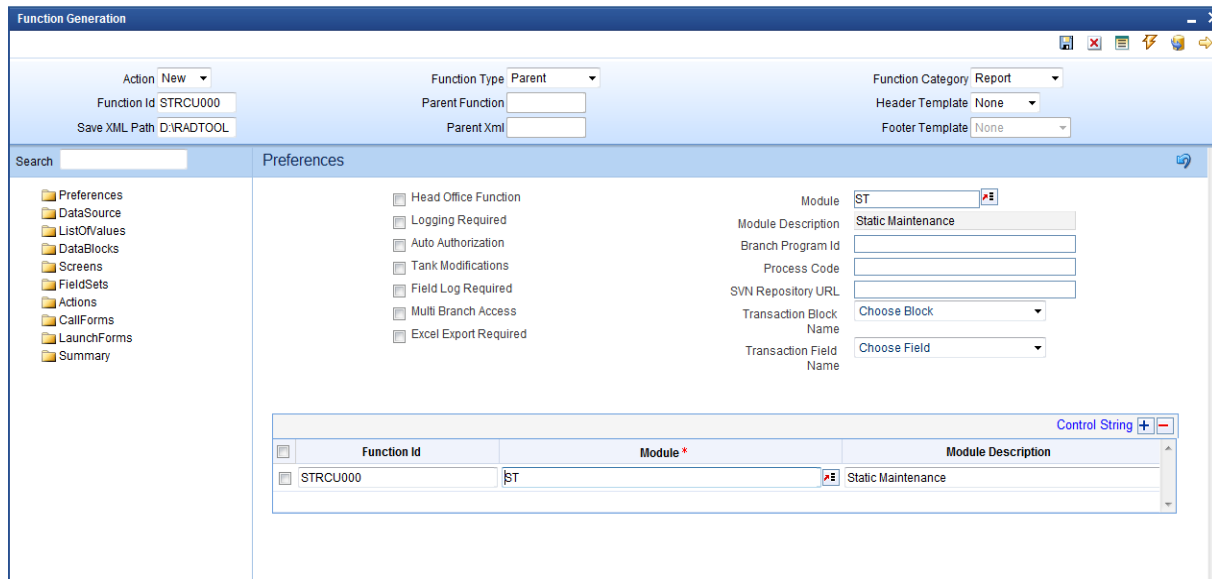 Function Generation
Action New Function Type Parent Function Category Report
Function Id STRCU000 Parent Function Header Template None
Save XML Path D:\RADTOOL Parent Xml Footer Template None
Search Preferences
Preferences
DataSource
ListOfValues
DataBlocks
Screens
FieldSets
Actions
CallForms
LaunchForms
Summary
Head Office Function
Logging Required
Auto Authorization
Tank Modifications
Field Log Required
Multi Branch Access
Excel Export Required
Module ST
Module Description Static Maintenance
Branch Program Id
Process Code
SVN Repository URL
Transaction Block Choose Block
Name
Transaction Field Choose Field
Name
Control String
Function Id Module * Module Description
STRCU000 ST Static Maintenance